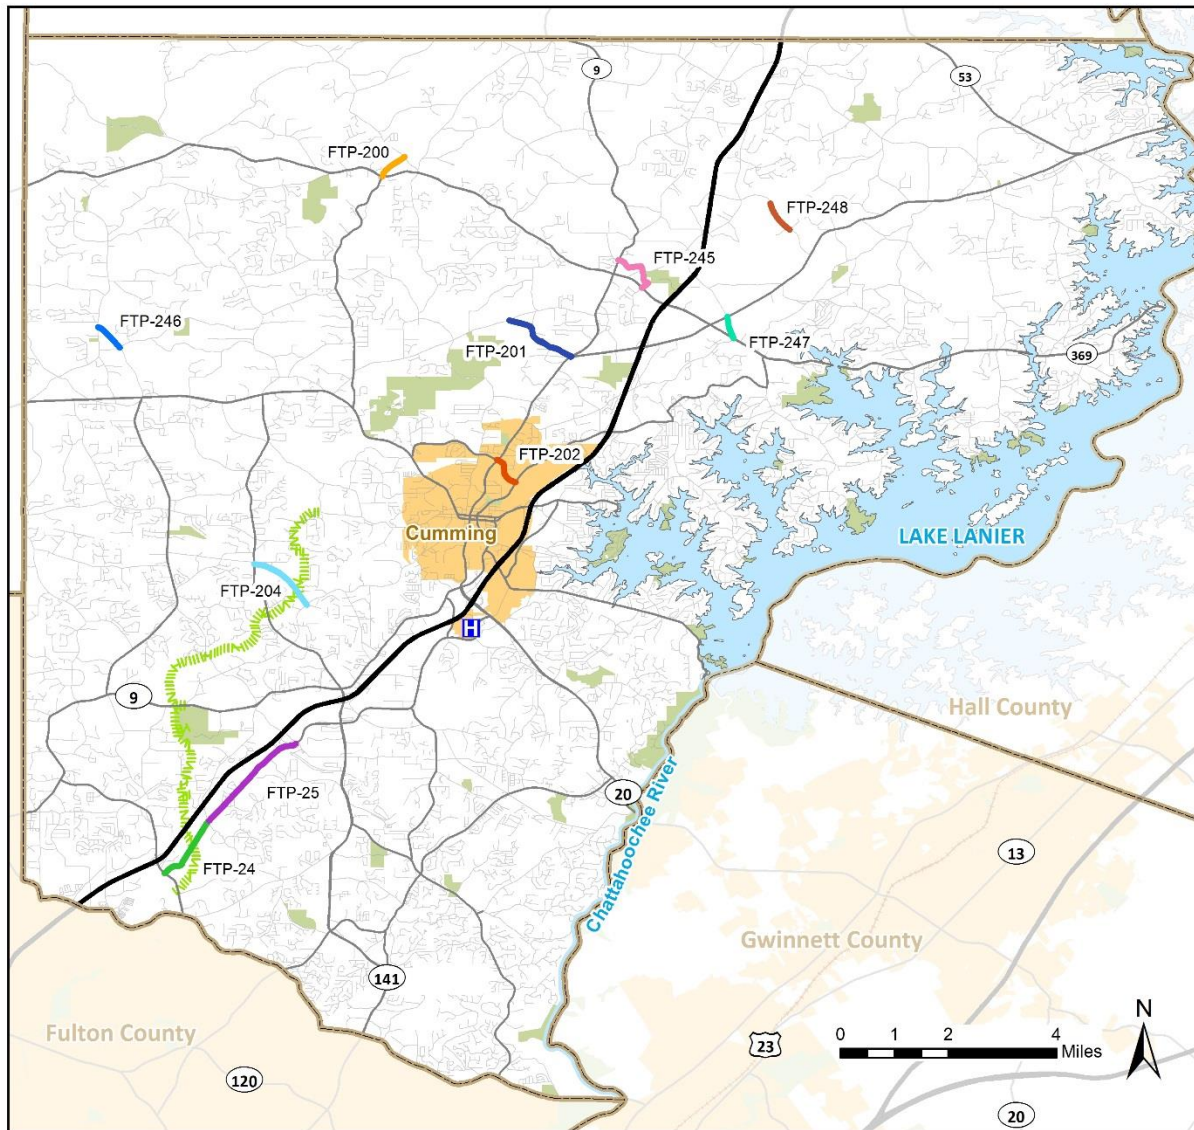 9
53
FTP-200
FTP-248
FTP-245
FTP-246
FTP-201
FTP-247
369
FTP-202
Cumming
LAKE LANIER
FTP-204
H
9
Hall County
FTP-25
20
Chattahoochee River
13
FTP-24
Gwinnett County
141
Fulton County
N
0 1 2 4
Miles
23
120
20